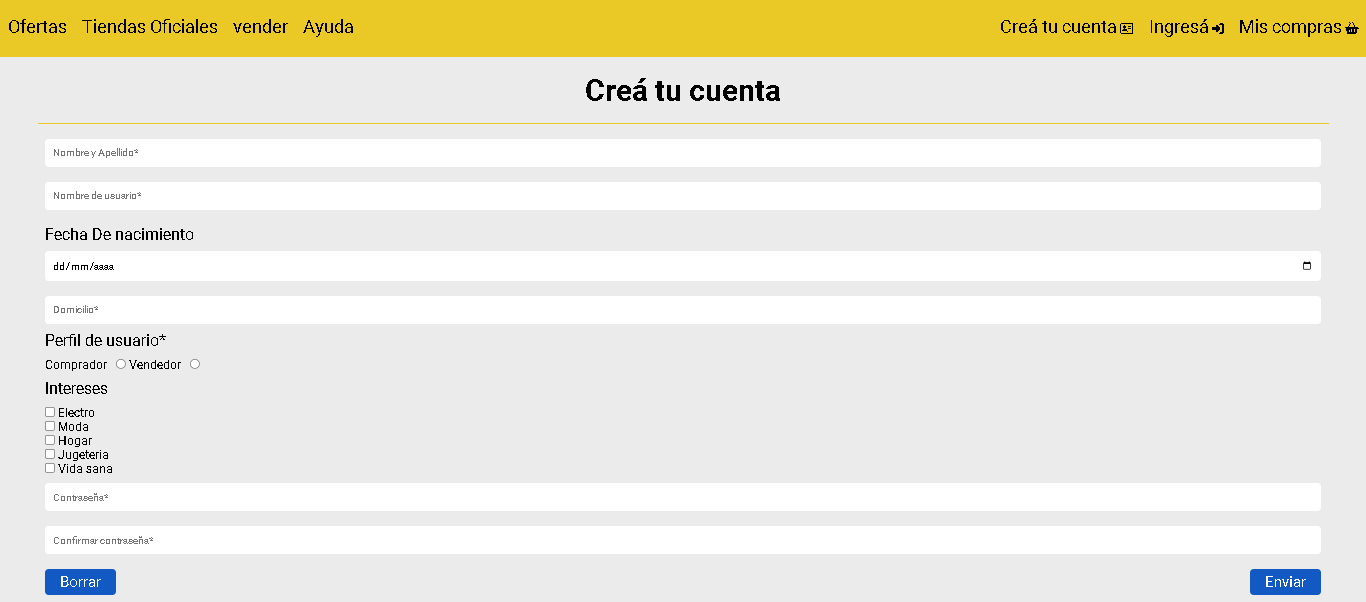 Ofertas Tiendas Oficiales vender Ayuda Creá tu cuenta Ingresá Mis compras
Creá tu cuenta
Nombre y Apellido*
Nombre de usuario*
Fecha De nacimiento
dd/mm/aaaa
Domicilio*
Perfil de usuario*
Comprador Vendedor
Intereses
Electro
Moda
Hogar
Jugeteria
Vida sana
Contraseña*
Confirmar contraseña*
Borrar Enviar